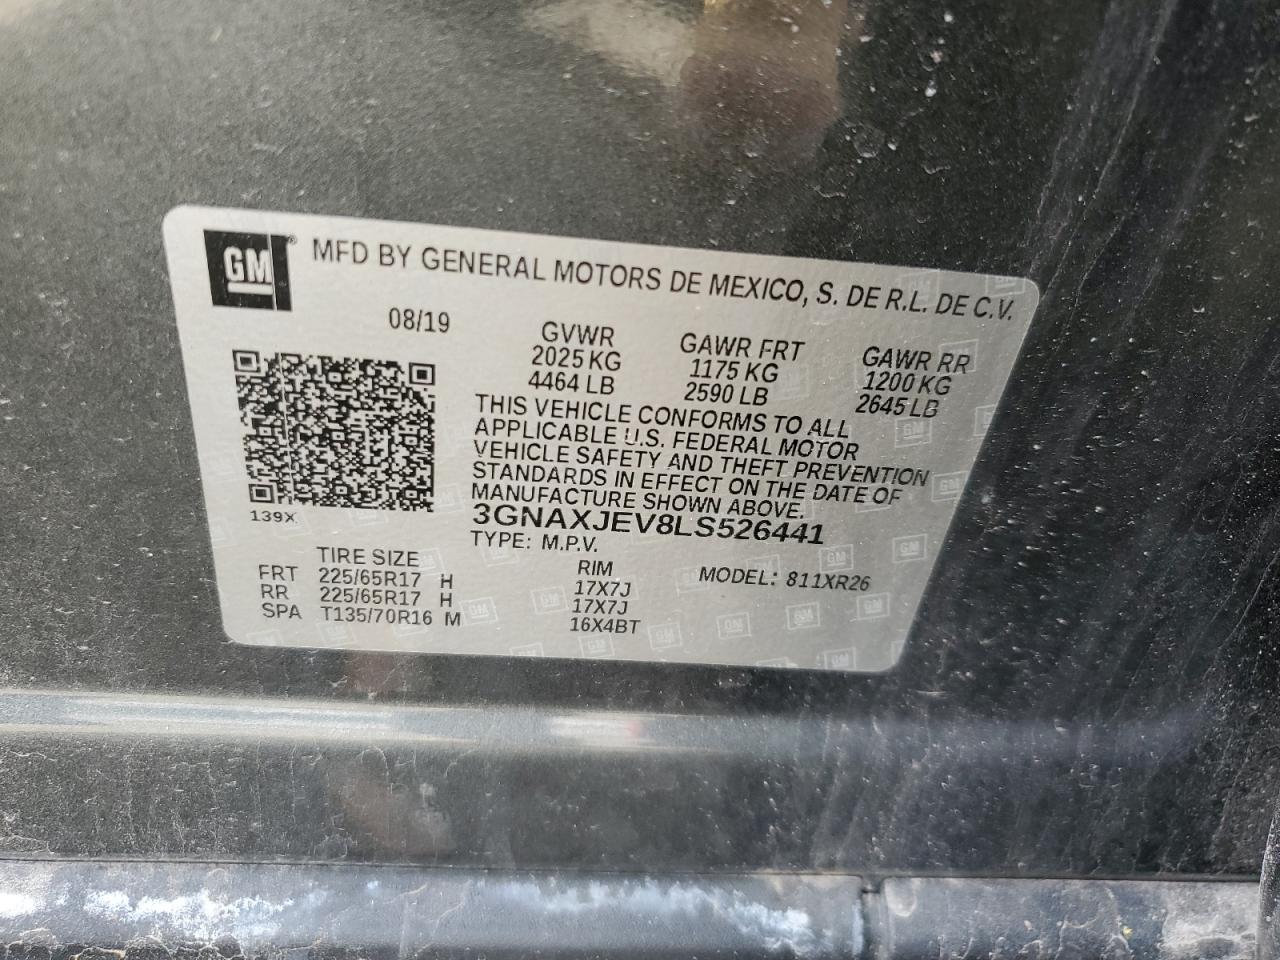 GM® MFD BY GENERAL MOTORS DE MEXICO, S. DE R.L. DE C.V.
08/19 GVWR GAWR FRT GAWR RR
2025 KG 1175 KG 1200 KG
4464 LB 2590 LB 2645 LB
THIS VEHICLE CONFORMS TO ALL
APPLICABLE U.S. FEDERAL MOTOR
VEHICLE SAFETY AND THEFT PREVENTION
STANDARDS IN EFFECT ON THE DATE OF
MANUFACTURE SHOWN ABOVE.
139X 3GNAXJEV8LS526441
TYPE: M.P.V.
TIRE SIZE RIM MODEL: 811XR26
FRT 225/65R17 H 17X7J
RR 225/65R17 H 17X7J
SPA T135/70R16 M 16X4BT